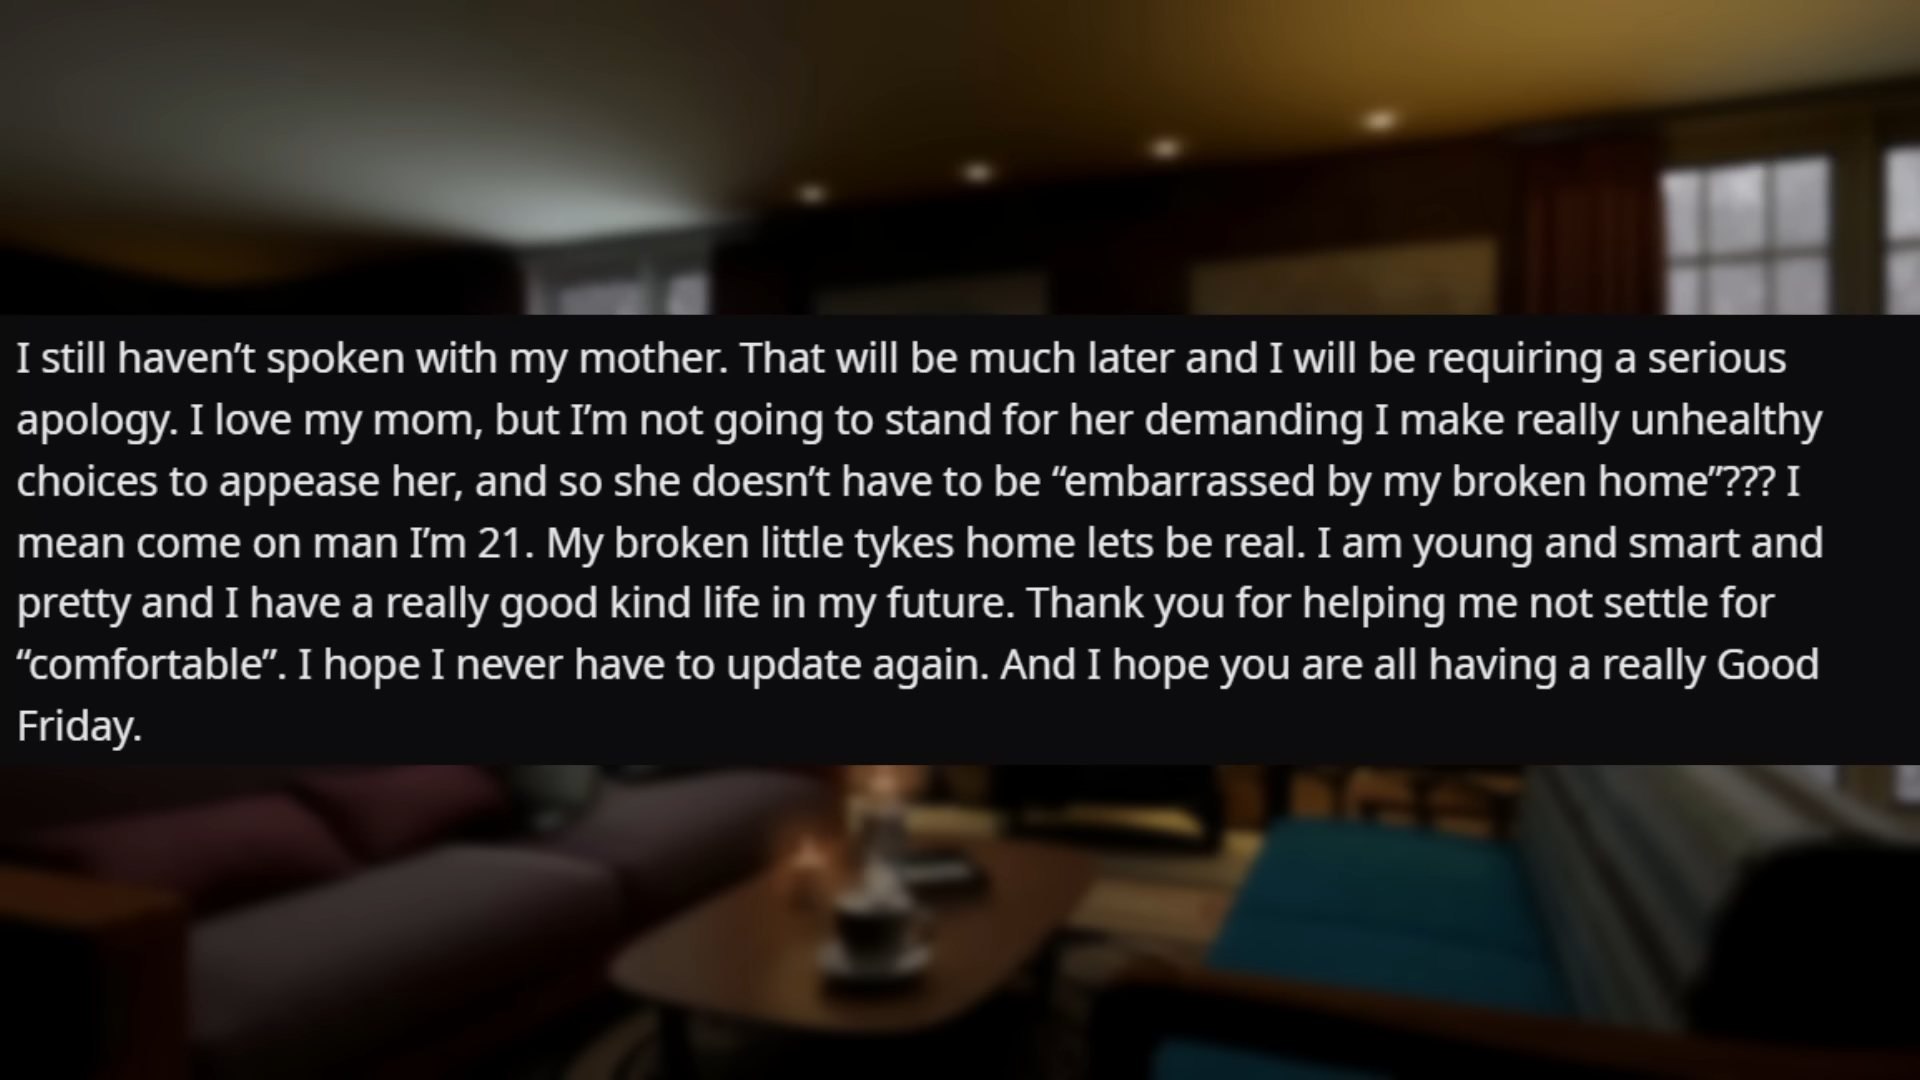 I still haven’t spoken with my mother. That will be much later and I will be requiring a serious
apology. I love my mom, but I’m not going to stand for her demanding I make really unhealthy
choices to appease her, and so she doesn’t have to be “embarrassed by my broken home”??? I
mean come on man I’m 21. My broken little tykes home lets be real. I am young and smart and
pretty and I have a really good kind life in my future. Thank you for helping me not settle for
“comfortable”. I hope I never have to update again. And I hope you are all having a really Good
Friday.